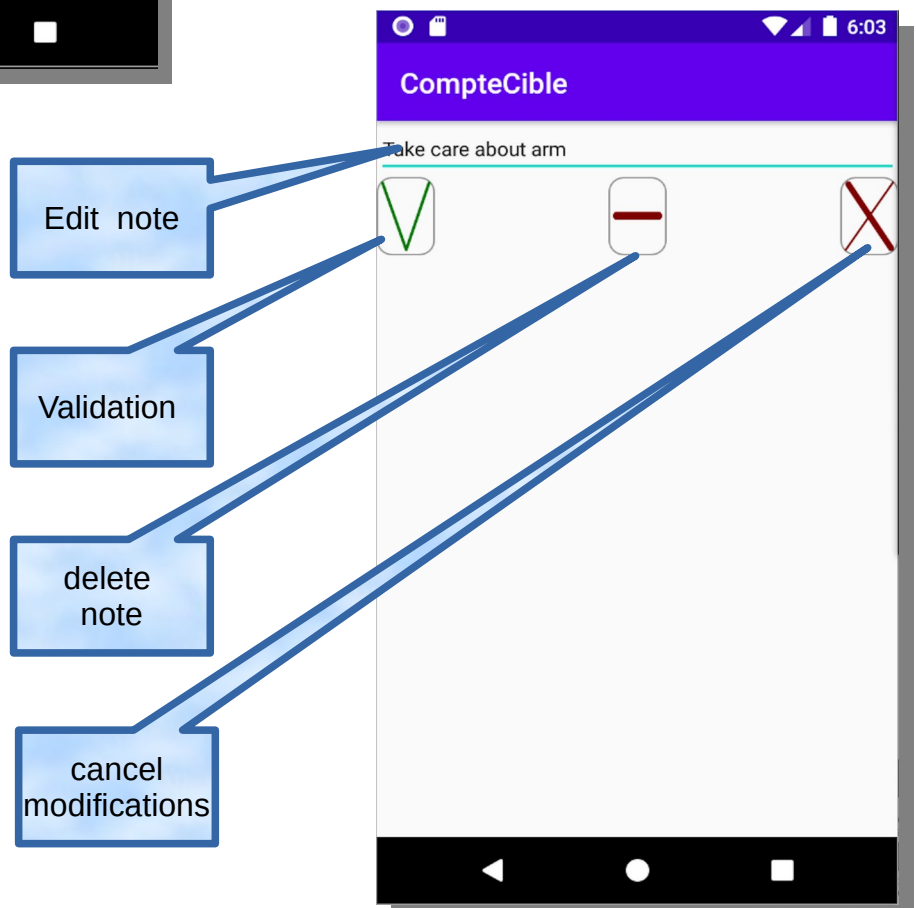 6:03
CompteCible
Take care about arm
Edit note
Validation
delete
note
cancel
modifications